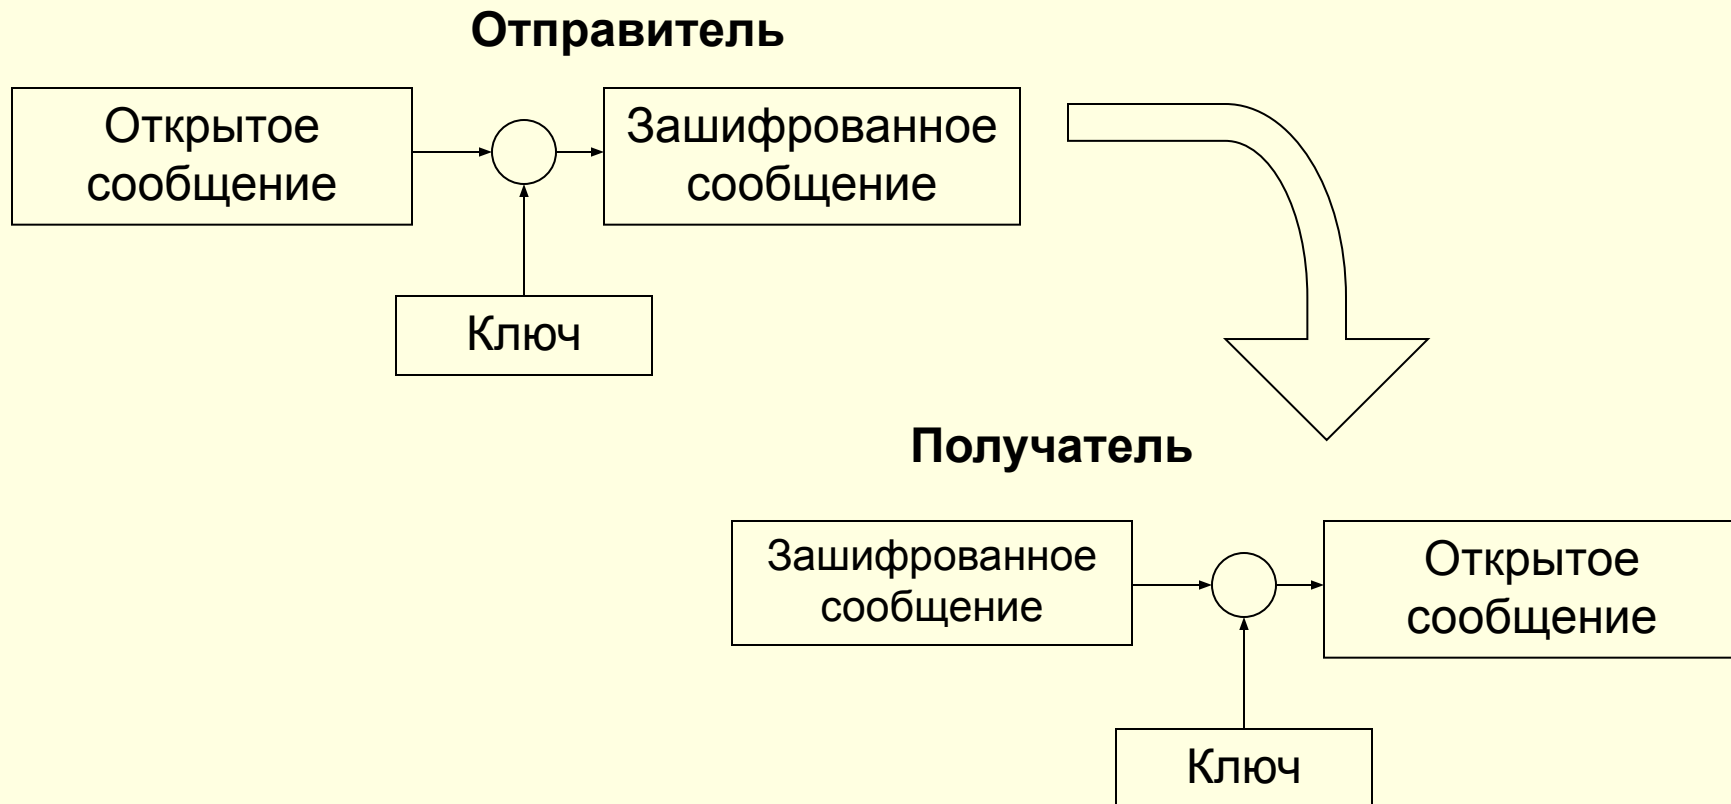 Отправитель
Открытое
сообщение
Зашифрованное
сообщение
Ключ
Получатель
Зашифрованное
сообщение
Открытое
сообщение
Ключ